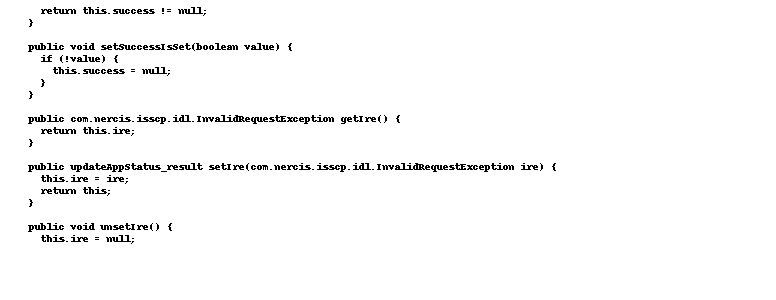 return this.success != null;
}
public void setSuccessIsSet(boolean value) {
if (!value) {
this.success = null;
}
}
public com.nercis.isscp.idl.InvalidRequestException getIre() {
return this.ire;
}
public updateAppStatus_result setIre(com.nercis.isscp.idl.InvalidRequestException ire) {
this.ire = ire;
return this;
}
public void unsetIre() {
this.ire = null;